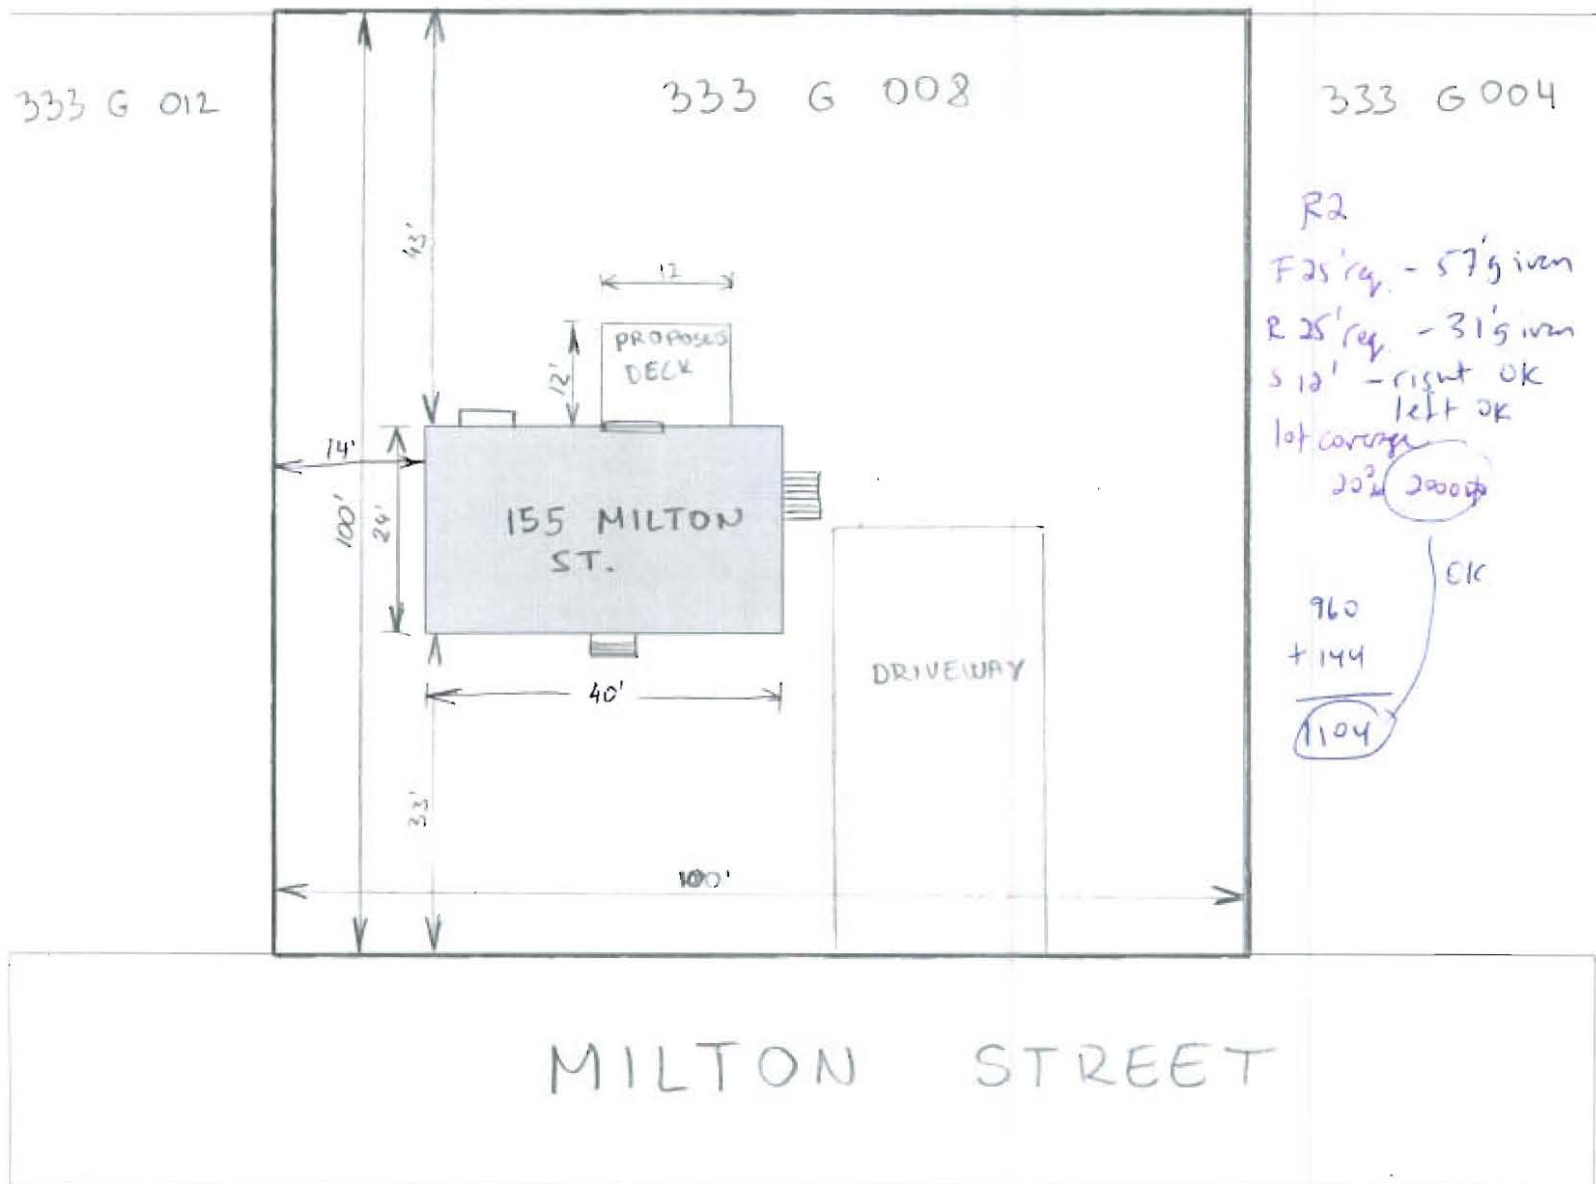 333 G 012
333 G 008
333 G 004
43'
12
12'
PROPOSED
DECK
14'
100'
24'
155 MILTON
ST.
40'
33'
DRIVEWAY
100'
MILTON STREET
R2
F 25' req. - 57' given
R 25' req. - 31' given
S 12' - right OK
left OK
lot coverage
20% 2000
OK
960
+ 144
1104